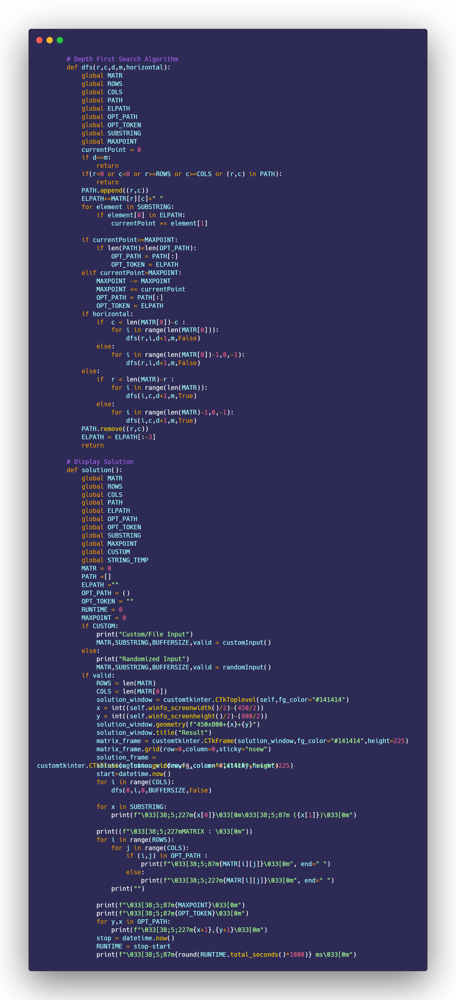 # Depth First Search Algorithm
def dfs(r,c,d,m,horizontal):
    global MATR
    global ROWS
    global COLS
    global PATH
    global ELPATH
    global OPT_PATH
    global OPT_TOKEN
    global SUBSTRING
    global MAXPOINT
    currentPoint = 0
    if d==m:
        return
    if(r<0 or c<0 or r>=ROWS or c>=COLS or (r,c) in PATH):
        return
    PATH.append((r,c))
    ELPATH+=MATR[r][c]+" "
    for element in SUBSTRING:
        if element[0] in ELPATH:
            currentPoint += element[1]

    if currentPoint==MAXPOINT:
        if len(PATH)<len(OPT_PATH):
            OPT_PATH = PATH[:]
            OPT_TOKEN = ELPATH
    elif currentPoint>MAXPOINT:
        MAXPOINT -= MAXPOINT
        MAXPOINT += currentPoint
        OPT_PATH = PATH[:]
        OPT_TOKEN = ELPATH
    if horizontal:
        if  c < len(MATR[0])-c :
            for i in range(len(MATR[0])):
                dfs(r,i,d+1,m,False)
        else:
            for i in range(len(MATR[0])-1,0,-1):
                dfs(r,i,d+1,m,False)
    else:
        if  r < len(MATR)-r :
            for i in range(len(MATR)):
                dfs(i,c,d+1,m,True)
        else:
            for i in range(len(MATR)-1,0,-1):
                dfs(i,c,d+1,m,True)
    PATH.remove((r,c))
    ELPATH = ELPATH[:-3]
    return

# Display Solution
def solution():
    global MATR
    global ROWS
    global COLS
    global PATH
    global ELPATH
    global OPT_PATH
    global OPT_TOKEN
    global SUBSTRING
    global MAXPOINT
    global CUSTOM
    global STRING_TEMP
    MATR = 0
    PATH =[]
    ELPATH =""
    OPT_PATH = ()
    OPT_TOKEN = ""
    RUNTIME = 0
    MAXPOINT = 0
    if CUSTOM:
        print("Custom/File Input")
        MATR,SUBSTRING,BUFFERSIZE,valid = customInput()
    else:
        print("Randomized Input")
        MATR,SUBSTRING,BUFFERSIZE,valid = randomInput()
    if valid:
        ROWS = len(MATR)
        COLS = len(MATR[0])
        solution_window = customtkinter.CTkToplevel(self,fg_color="#141414")
        x = int((self.winfo_screenwidth()/2)-(450/2))
        y = int((self.winfo_screenheight()/2)-(800/2))
        solution_window.geometry(f"450x800+{x}+{y}")
        solution_window.title("Result")
        matrix_frame = customtkinter.CTkFrame(solution_window,fg_color="#141414",height=225)
        matrix_frame.grid(row=0,column=0,sticky="nsew")
        solution_frame =
customtkinter.
        start=datetime.now()
        for i in range(COLS):
            dfs(0,i,0,BUFFERSIZE,False)

        for x in SUBSTRING:
            print(f"\033[38;5;227m{x[0]}\033[0m\033[38;5;87m ({x[1]})\033[0m")

        print((f"\033[38;5;227mMATRIX : \033[0m"))
        for i in range(ROWS):
            for j in range(COLS):
                if (i,j) in OPT_PATH :
                    print(f"\033[38;5;87m{MATR[i][j]}\033[0m", end=" ")
                else:
                    print(f"\033[38;5;227m{MATR[i][j]}\033[0m", end=" ")
            print("")

        print(f"\033[38;5;87m{MAXPOINT}\033[0m")
        print(f"\033[38;5;87m{OPT_TOKEN}\033[0m")
        for y,x in OPT_PATH:
            print(f"\033[38;5;227m{x+1},{y+1}\033[0m")
        stop = datetime.now()
        RUNTIME = stop-start
        print(f"\033[38;5;87m{round(RUNTIME.total_seconds()*1000)} ms\033[0m")